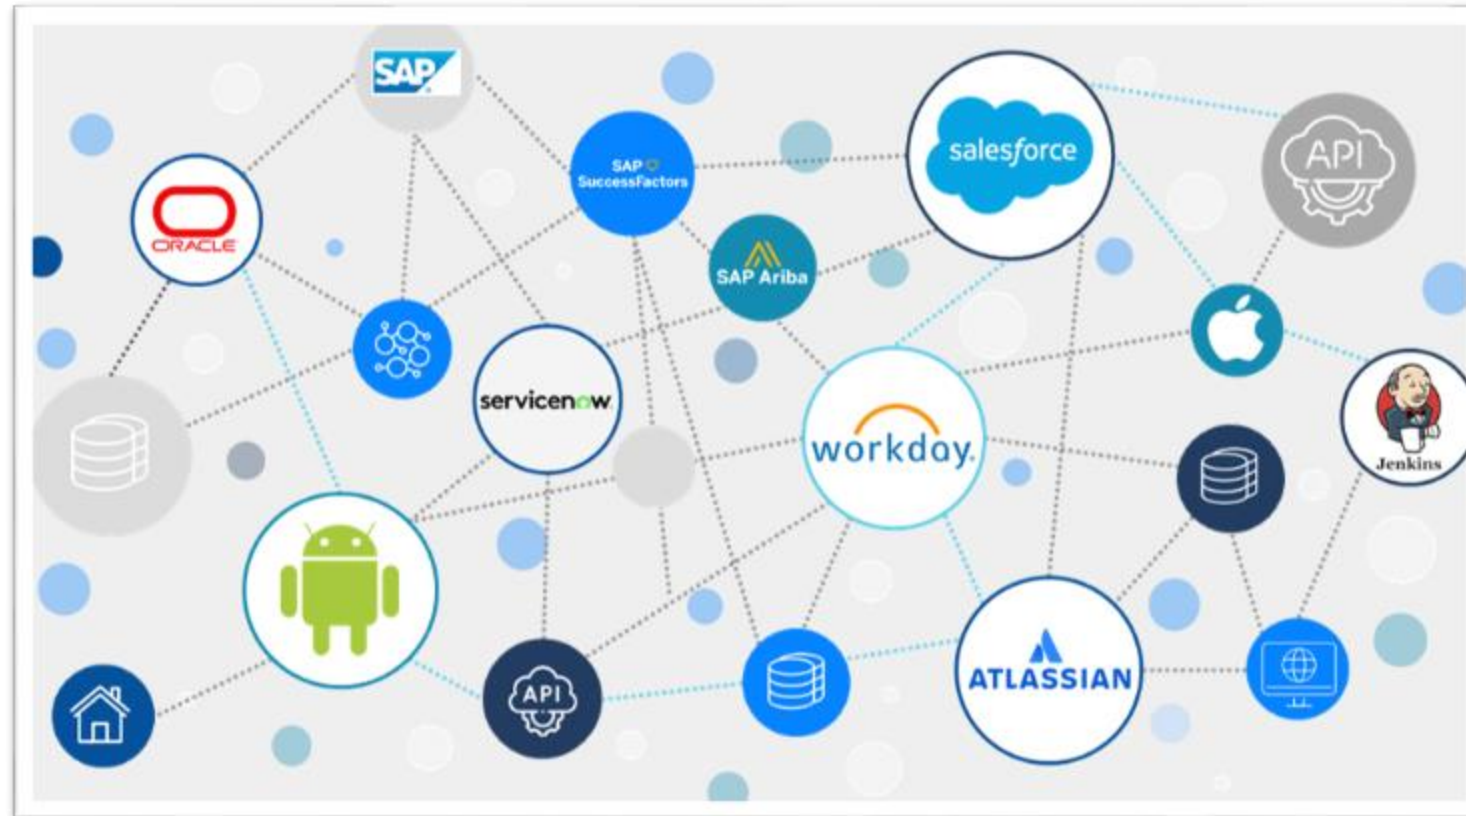 SAP
salesforce
API
SAP
SuccessFactors
ORACLE
SAP Ariba
servicenow
workday.
Jenkins
API
ATLASSIAN